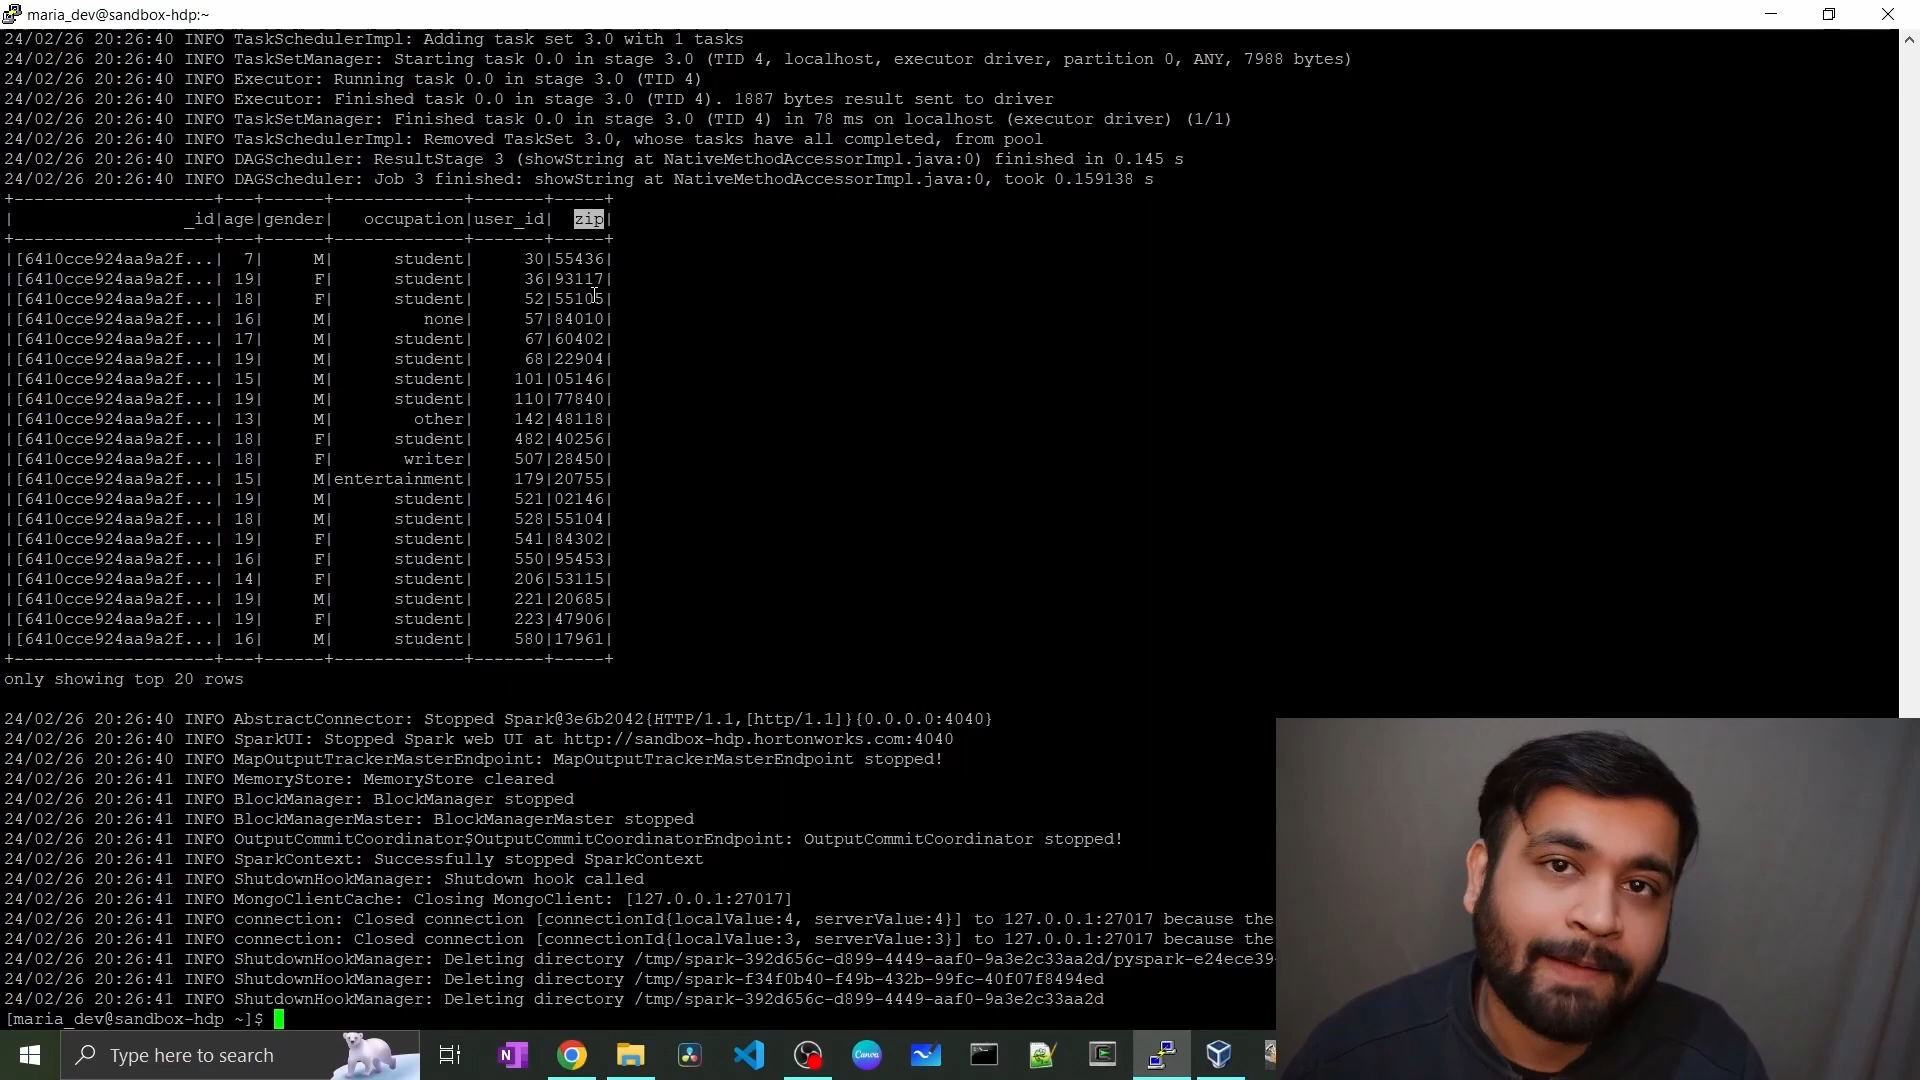 maria_dev@sandbox-hdp:~
24/02/26 20:26:40 INFO TaskSchedulerImpl: Adding task set 3.0 with 1 tasks
24/02/26 20:26:40 INFO TaskSetManager: Starting task 0.0 in stage 3.0 (TID 4, localhost, executor driver, partition 0, ANY, 7988 bytes)
24/02/26 20:26:40 INFO Executor: Running task 0.0 in stage 3.0 (TID 4)
24/02/26 20:26:40 INFO Executor: Finished task 0.0 in stage 3.0 (TID 4). 1887 bytes result sent to driver
24/02/26 20:26:40 INFO TaskSetManager: Finished task 0.0 in stage 3.0 (TID 4) in 78 ms on localhost (executor driver) (1/1)
24/02/26 20:26:40 INFO TaskSchedulerImpl: Removed TaskSet 3.0, whose tasks have all completed, from pool
24/02/26 20:26:40 INFO DAGScheduler: ResultStage 3 (showString at NativeMethodAccessorImpl.java:0) finished in 0.145 s
24/02/26 20:26:40 INFO DAGScheduler: Job 3 finished: showString at NativeMethodAccessorImpl.java:0, took 0.159138 s
+--------------------+---+------+-------------+-------+-----+
|                 _id|age|gender|   occupation|user_id|  zip|
+--------------------+---+------+-------------+-------+-----+
|[6410cce924aa9a2f...|  7|     M|      student|     30|55436|
|[6410cce924aa9a2f...| 19|     F|      student|     36|93117|
|[6410cce924aa9a2f...| 18|     F|      student|     52|55105|
|[6410cce924aa9a2f...| 16|     M|         none|     57|84010|
|[6410cce924aa9a2f...| 17|     M|      student|     67|60402|
|[6410cce924aa9a2f...| 19|     M|      student|     68|22904|
|[6410cce924aa9a2f...| 15|     M|      student|    101|05146|
|[6410cce924aa9a2f...| 19|     M|      student|    110|77840|
|[6410cce924aa9a2f...| 13|     M|        other|    142|48118|
|[6410cce924aa9a2f...| 18|     F|      student|    482|40256|
|[6410cce924aa9a2f...| 18|     F|       writer|    507|28450|
|[6410cce924aa9a2f...| 15|     M|entertainment|    179|20755|
|[6410cce924aa9a2f...| 19|     M|      student|    521|02146|
|[6410cce924aa9a2f...| 18|     M|      student|    528|55104|
|[6410cce924aa9a2f...| 19|     F|      student|    541|84302|
|[6410cce924aa9a2f...| 16|     F|      student|    550|95453|
|[6410cce924aa9a2f...| 14|     F|      student|    206|53115|
|[6410cce924aa9a2f...| 19|     M|      student|    221|20685|
|[6410cce924aa9a2f...| 19|     F|      student|    223|47906|
|[6410cce924aa9a2f...| 16|     M|      student|    580|17961|
+--------------------+---+------+-------------+-------+-----+
only showing top 20 rows
24/02/26 20:26:40 INFO AbstractConnector: Stopped Spark@3e6b2042{HTTP/1.1,[http/1.1]}{0.0.0.0:4040}
24/02/26 20:26:40 INFO SparkUI: Stopped Spark web UI at http://sandbox-hdp.hortonworks.com:4040
24/02/26 20:26:40 INFO MapOutputTrackerMasterEndpoint: MapOutputTrackerMasterEndpoint stopped!
24/02/26 20:26:41 INFO MemoryStore: MemoryStore cleared
24/02/26 20:26:41 INFO BlockManager: BlockManager stopped
24/02/26 20:26:41 INFO BlockManagerMaster: BlockManagerMaster stopped
24/02/26 20:26:41 INFO OutputCommitCoordinator$OutputCommitCoordinatorEndpoint: OutputCommitCoordinator stopped!
24/02/26 20:26:41 INFO SparkContext: Successfully stopped SparkContext
24/02/26 20:26:41 INFO ShutdownHookManager: Shutdown hook called
24/02/26 20:26:41 INFO MongoClientCache: Closing MongoClient: [127.0.0.1:27017]
24/02/26 20:26:41 INFO connection: Closed connection [connectionId{localValue:4, serverValue:4}] to 127.0.0.1:27017 because the
24/02/26 20:26:41 INFO connection: Closed connection [connectionId{localValue:3, serverValue:3}] to 127.0.0.1:27017 because the
24/02/26 20:26:41 INFO ShutdownHookManager: Deleting directory /tmp/spark-392d656c-d899-4449-aaf0-9a3e2c33aa2d/pyspark-e24ece39-
24/02/26 20:26:41 INFO ShutdownHookManager: Deleting directory /tmp/spark-f34f0b40-f49b-432b-99fc-40f07f8494ed
24/02/26 20:26:41 INFO ShutdownHookManager: Deleting directory /tmp/spark-392d656c-d899-4449-aaf0-9a3e2c33aa2d
[maria_dev@sandbox-hdp ~]$
Type here to search
Canva